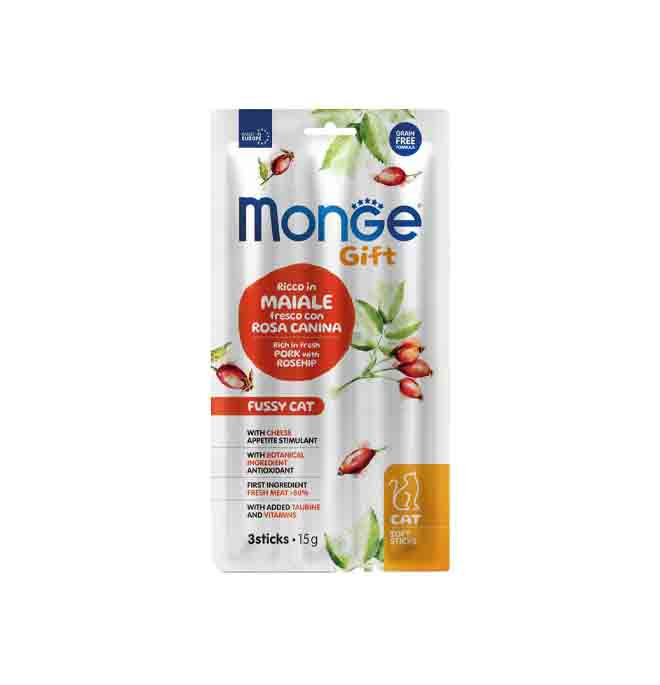 MADE IN
EUROPE
GRAIN
FREE
FORMULA
MONGE
Gift
Ricco in
MAIALE
fresco con
ROSA CANINA
Rich in fresh
PORK with
ROSEHIP
FUSSY CAT
WITH CHEESE
APPETITE STIMULANT
WITH BOTANICAL
INGREDIENT
ANTIOXIDANT
FIRST INGREDIENT
FRESH MEAT >80%
WITH ADDED TAURINE
AND VITAMINS
3sticks • 15g
CAT
SOFT
STICKS